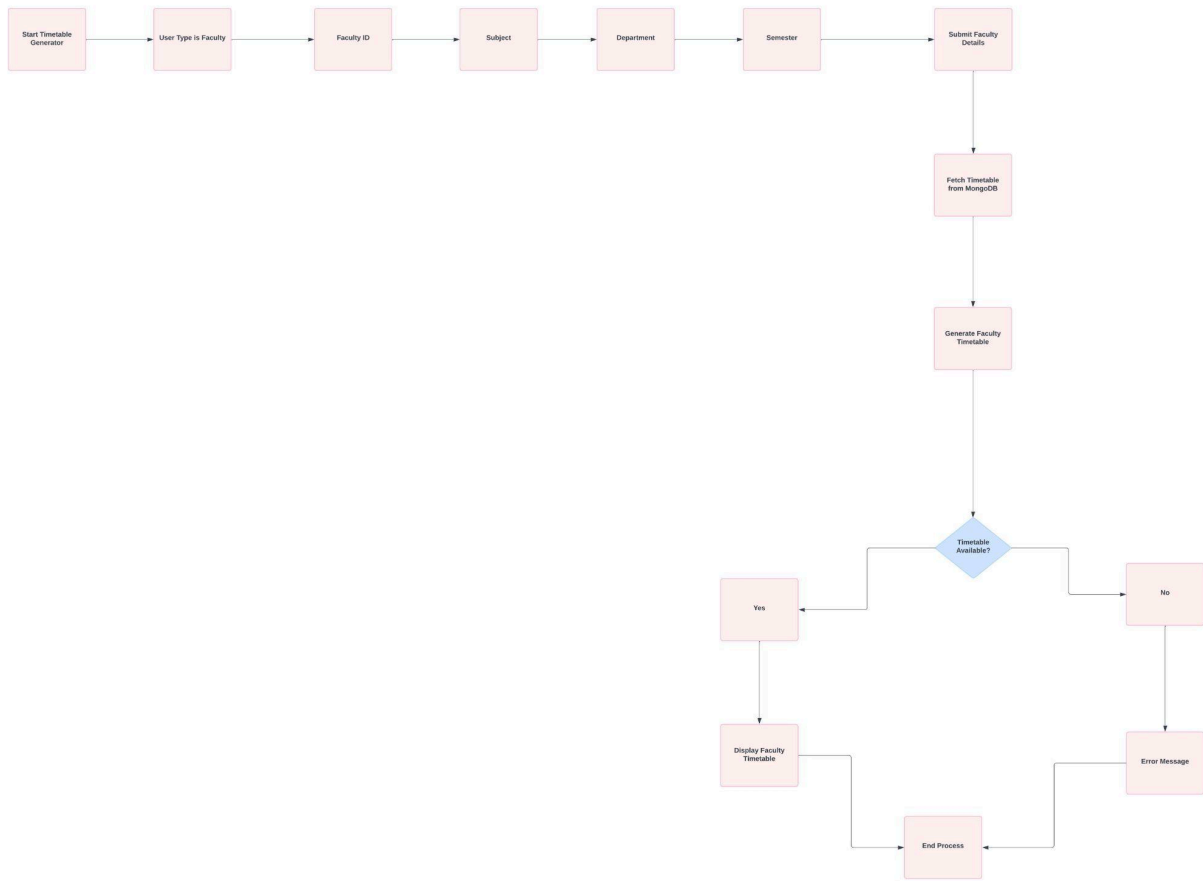 Start Timetable
Generator
User Type is Faculty
Faculty ID
Subject
Department
Semester
Submit Faculty
Details
Fetch Timetable
from MongoDB
Generate Faculty
Timetable
Timetable
Available?
Yes
No
Display Faculty
Timetable
Error Message
End Process